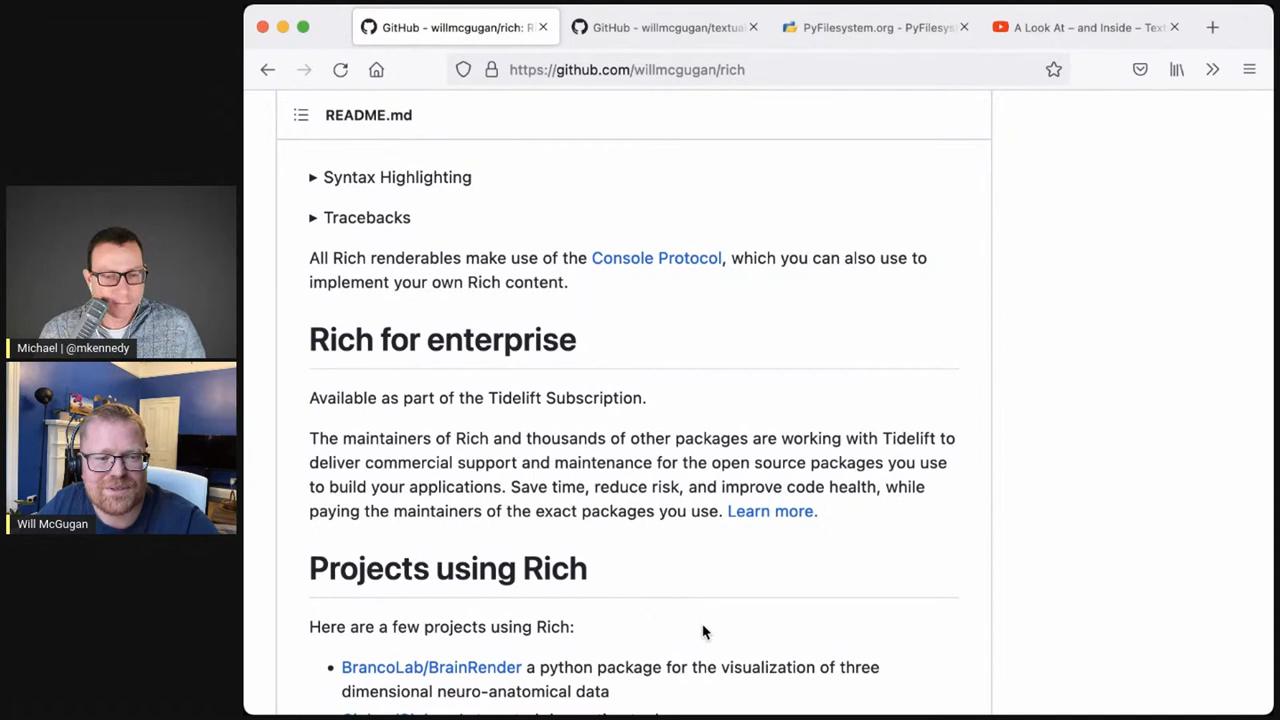 GitHub - willmcgugan/rich: R
GitHub - willmcgugan/textual
PyFilesystem.org - PyFilesys
A Look At – and Inside – Text
https://github.com/willmcgugan/rich
README.md
Syntax Highlighting
Tracebacks
All Rich renderables make use of the Console Protocol, which you can also use to
implement your own Rich content.
Rich for enterprise
Available as part of the Tidelift Subscription.
The maintainers of Rich and thousands of other packages are working with Tidelift to
deliver commercial support and maintenance for the open source packages you use
to build your applications. Save time, reduce risk, and improve code health, while
paying the maintainers of the exact packages you use. Learn more.
Projects using Rich
Here are a few projects using Rich:
• BrancoLab/BrainRender a python package for the visualization of three
dimensional neuro-anatomical data
Michael | @mkennedy
Will McGugan